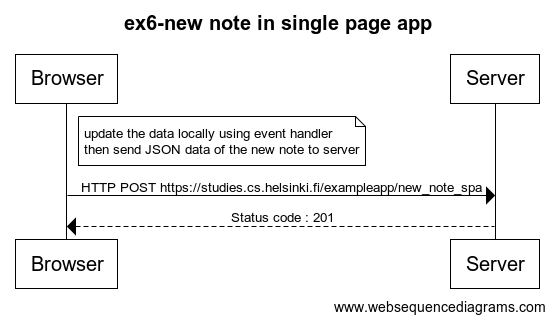 ex6-new note in single page app
Browser
Server
update the data locally using event handler
then send JSON data of the new note to server
HTTP POST https://studies.cs.helsinki.fi/exampleapp/new_note_spa
Status code : 201
Browser
Server
www.websequencediagrams.com